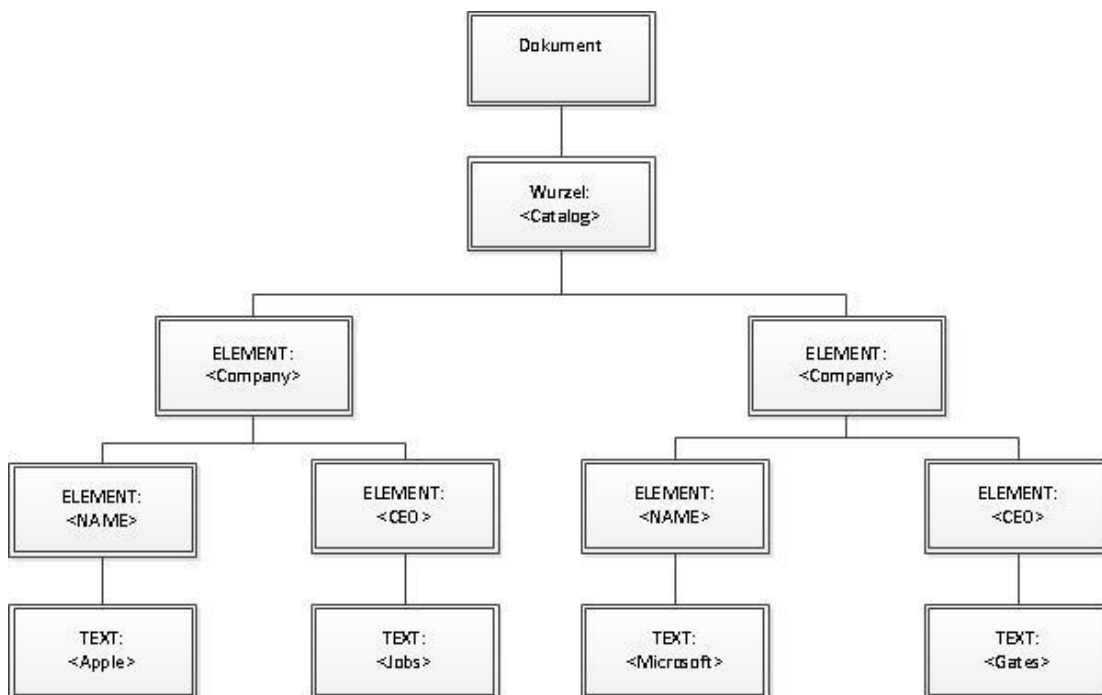 Dokument
Wurzel:
<Catalog>
ELEMENT:
<Company>
ELEMENT:
<Company>
ELEMENT:
<NAME>
ELEMENT:
<CEO>
ELEMENT:
<NAME>
ELEMENT:
<CEO>
TEXT:
<Apple>
TEXT:
<Jobs>
TEXT:
<Microsoft>
TEXT:
<Gates>